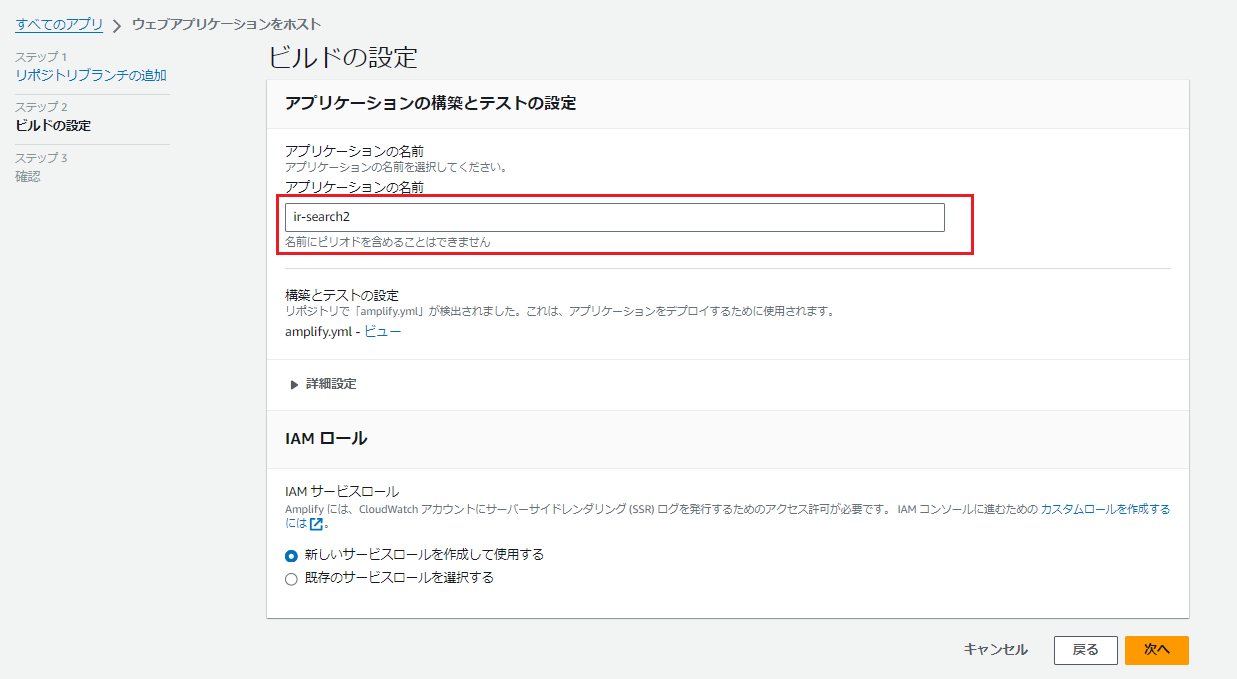 すべてのアプリ > ウェブアプリケーションをホスト
ステップ 1
リポジトリブランチの追加
ステップ 2
ビルドの設定
ステップ 3
確認
ビルドの設定
アプリケーションの構築とテストの設定
アプリケーションの名前
アプリケーションの名前を選択してください。
アプリケーションの名前
ir-search2
名前にピリオドを含めることはできません
構築とテストの設定
リポジトリで「amplify.yml」が検出されました。これは、アプリケーションをデプロイするために使用されます。
amplify.yml - ビュー
詳細設定
IAM ロール
IAM サービスロール
Amplify には、CloudWatch アカウントにサーバーサイドレンダリング (SSR) ログを発行するためのアクセス許可が必要です。 IAM コンソールに進むための カスタムロールを作成する
には。
新しいサービスロールを作成して使用する
既存のサービスロールを選択する
キャンセル
戻る
次へ